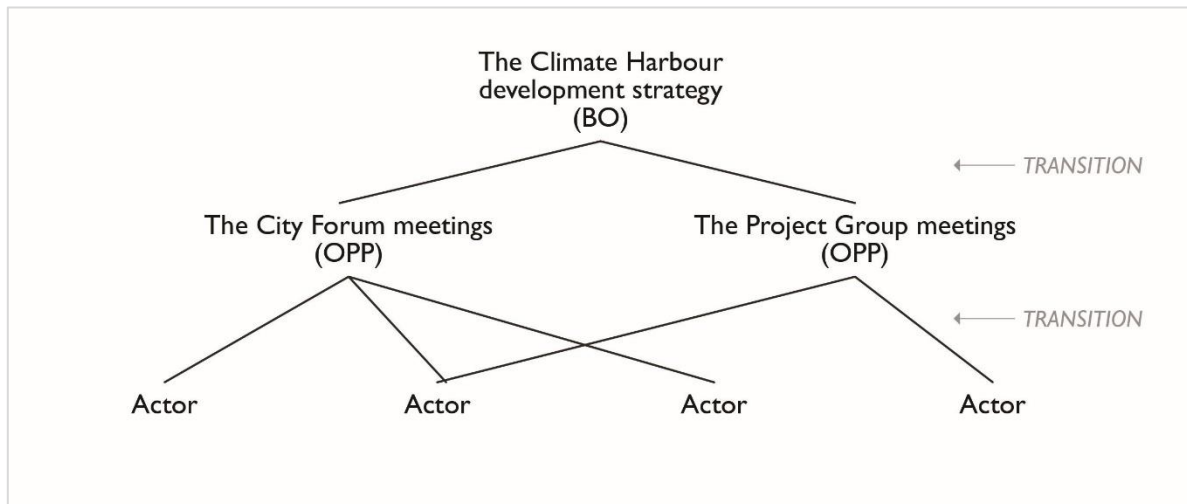 The Climate Harbour
development strategy
(BO)
TRANSITION
The City Forum meetings
(OPP)
The Project Group meetings
(OPP)
TRANSITION
Actor
Actor
Actor
Actor